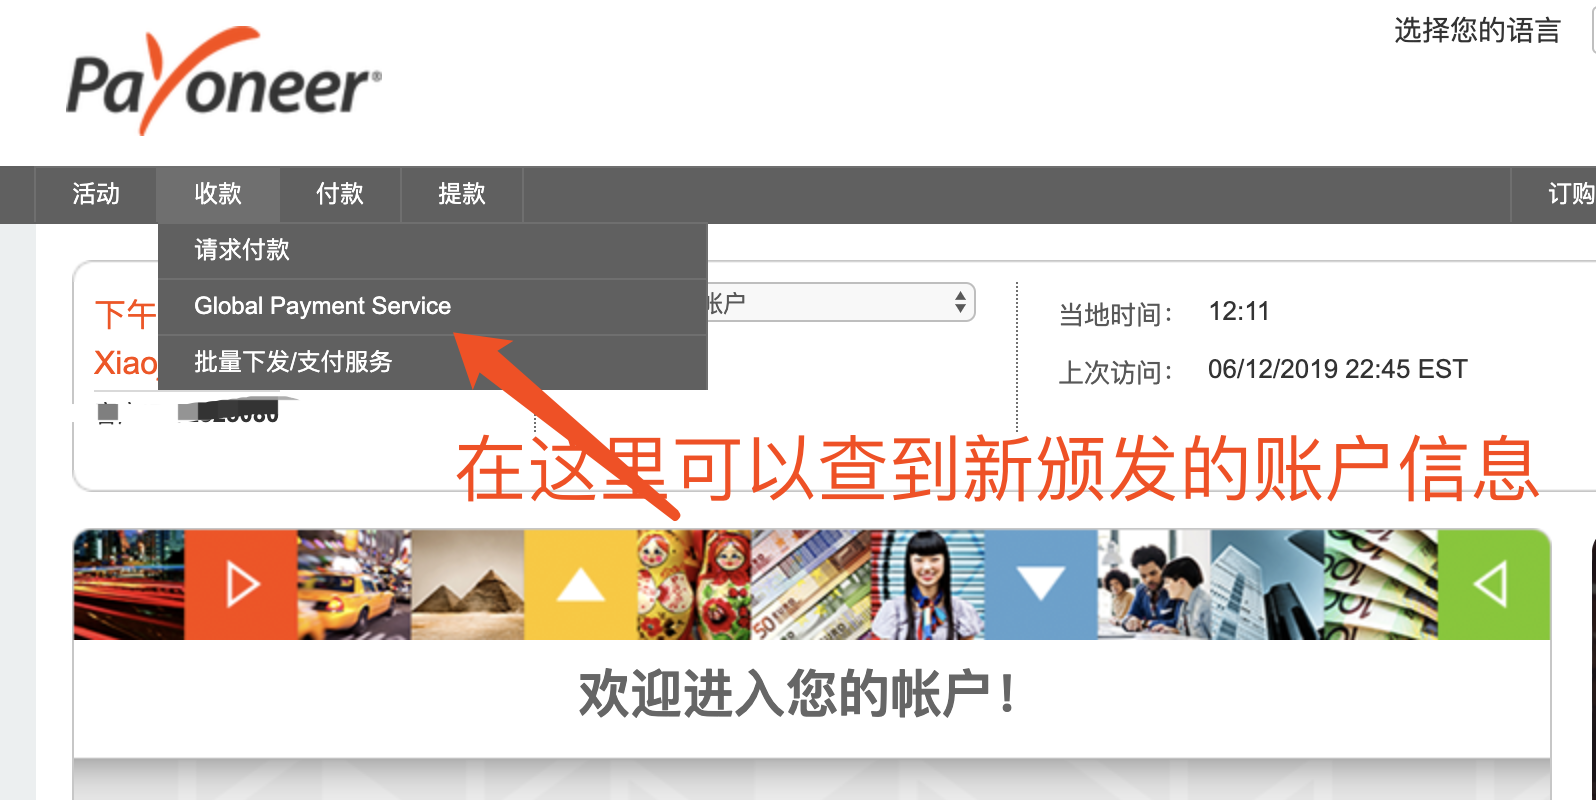 Payoneer®
选择您的语言
活动 收款 付款 提款 订购
请求付款
Global Payment Service
批量下发/支付服务
下午
Xiao
账户
当地时间： 12:11
上次访问： 06/12/2019 22:45 EST
在这里可以查到新颁发的账户信息
欢迎进入您的帐户！